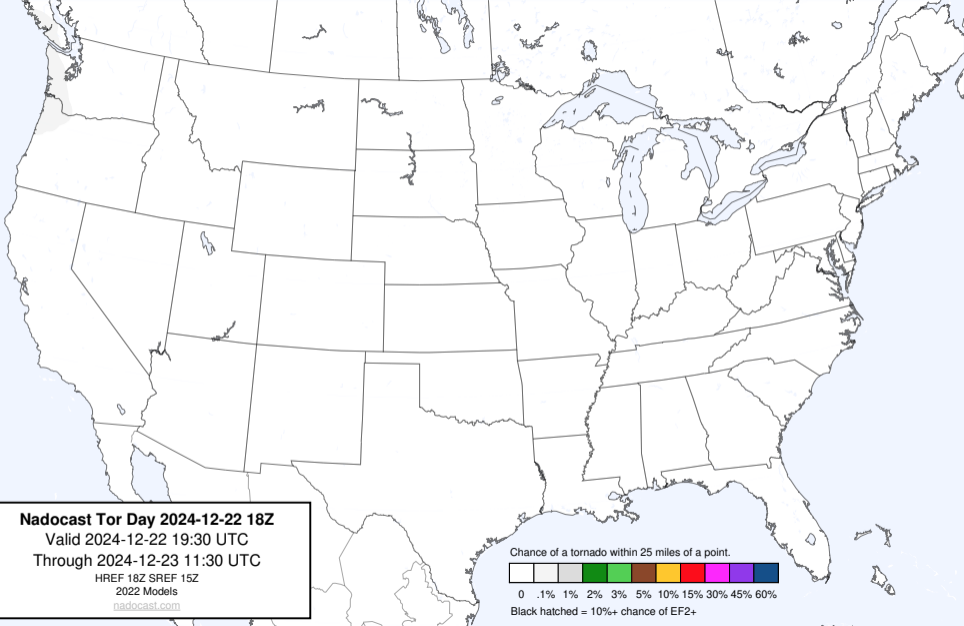 Nadocast Tor Day 2024-12-22 18Z
Valid 2024-12-22 19:30 UTC
Through 2024-12-23 11:30 UTC
HREF 18Z SREF 15Z
2022 Models
nadocast.com
Chance of a tornado within 25 miles of a point.
0 .1% 1% 2% 3% 5% 10% 15% 30% 45% 60%
Black hatched = 10%+ chance of EF2+